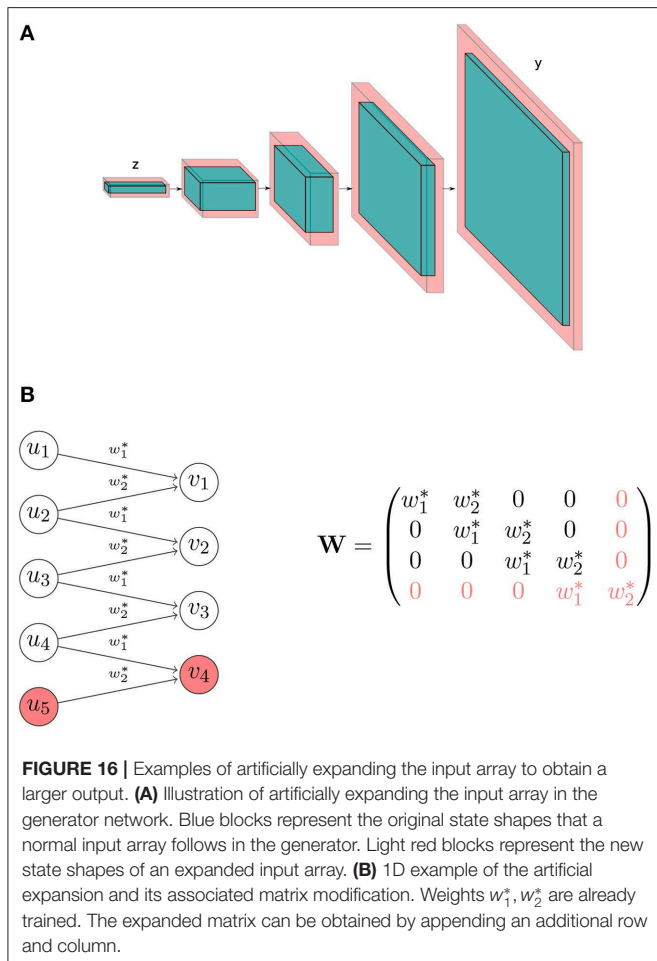 A
z
y
B
u₁ w₁*
w₂* v₁
u₂ w₁*
w₂* v₂
u₃ w₁*
w₂* v₃
u₄ w₁*
w₂* v₄
u₅
W =
w₁* w₂* 0 0 0
0 w₁* w₂* 0 0
0 0 w₁* w₂* 0
0 0 0 w₁* w₂*
FIGURE 16 | Examples of artificially expanding the input array to obtain a
larger output. (A) Illustration of artificially expanding the input array in the
generator network. Blue blocks represent the original state shapes that a
normal input array follows in the generator. Light red blocks represent the new
state shapes of an expanded input array. (B) 1D example of the artificial
expansion and its associated matrix modification. Weights w₁*, w₂* are already
trained. The expanded matrix can be obtained by appending an additional row
and column.